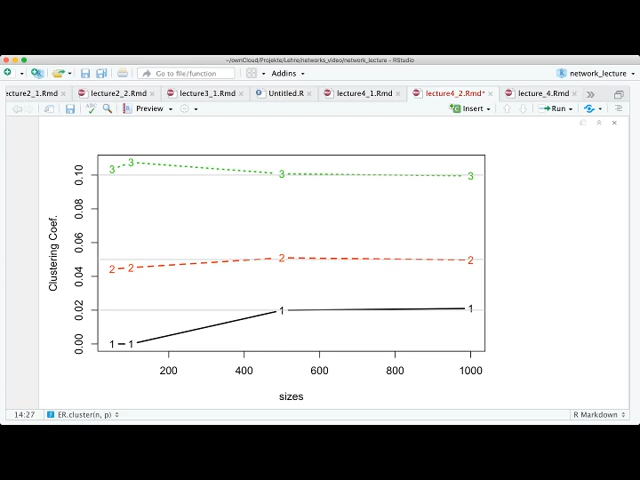 ~/ownCloud/Projekte/Lehre/networks_video/network_lecture - RStudio
Go to file/function
Addins
network_lecture
ecture2_1.Rmd
lecture2_2.Rmd
lecture3_1.Rmd
Untitled.R
lecture4_1.Rmd
lecture4_2.Rmd*
lecture_4.Rmd
ABC
Preview
Insert
Run
Clustering Coef.
0.10
0.08
0.06
0.04
0.02
0.00
3 3 3 3
2 2 2 2
1 1 1 1
200 400 600 800 1000
sizes
14:27
ER.cluster(n, p)
R Markdown